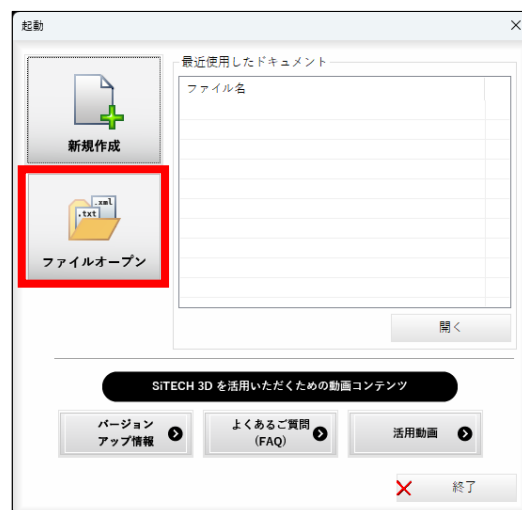 起動
新規作成
.xml
.txt
ファイルオープン
最近使用したドキュメント
ファイル名
開く
SiTECH 3D を活用いただくための動画コンテンツ
バージョン
アップ情報
よくあるご質問
(FAQ)
活用動画
終了